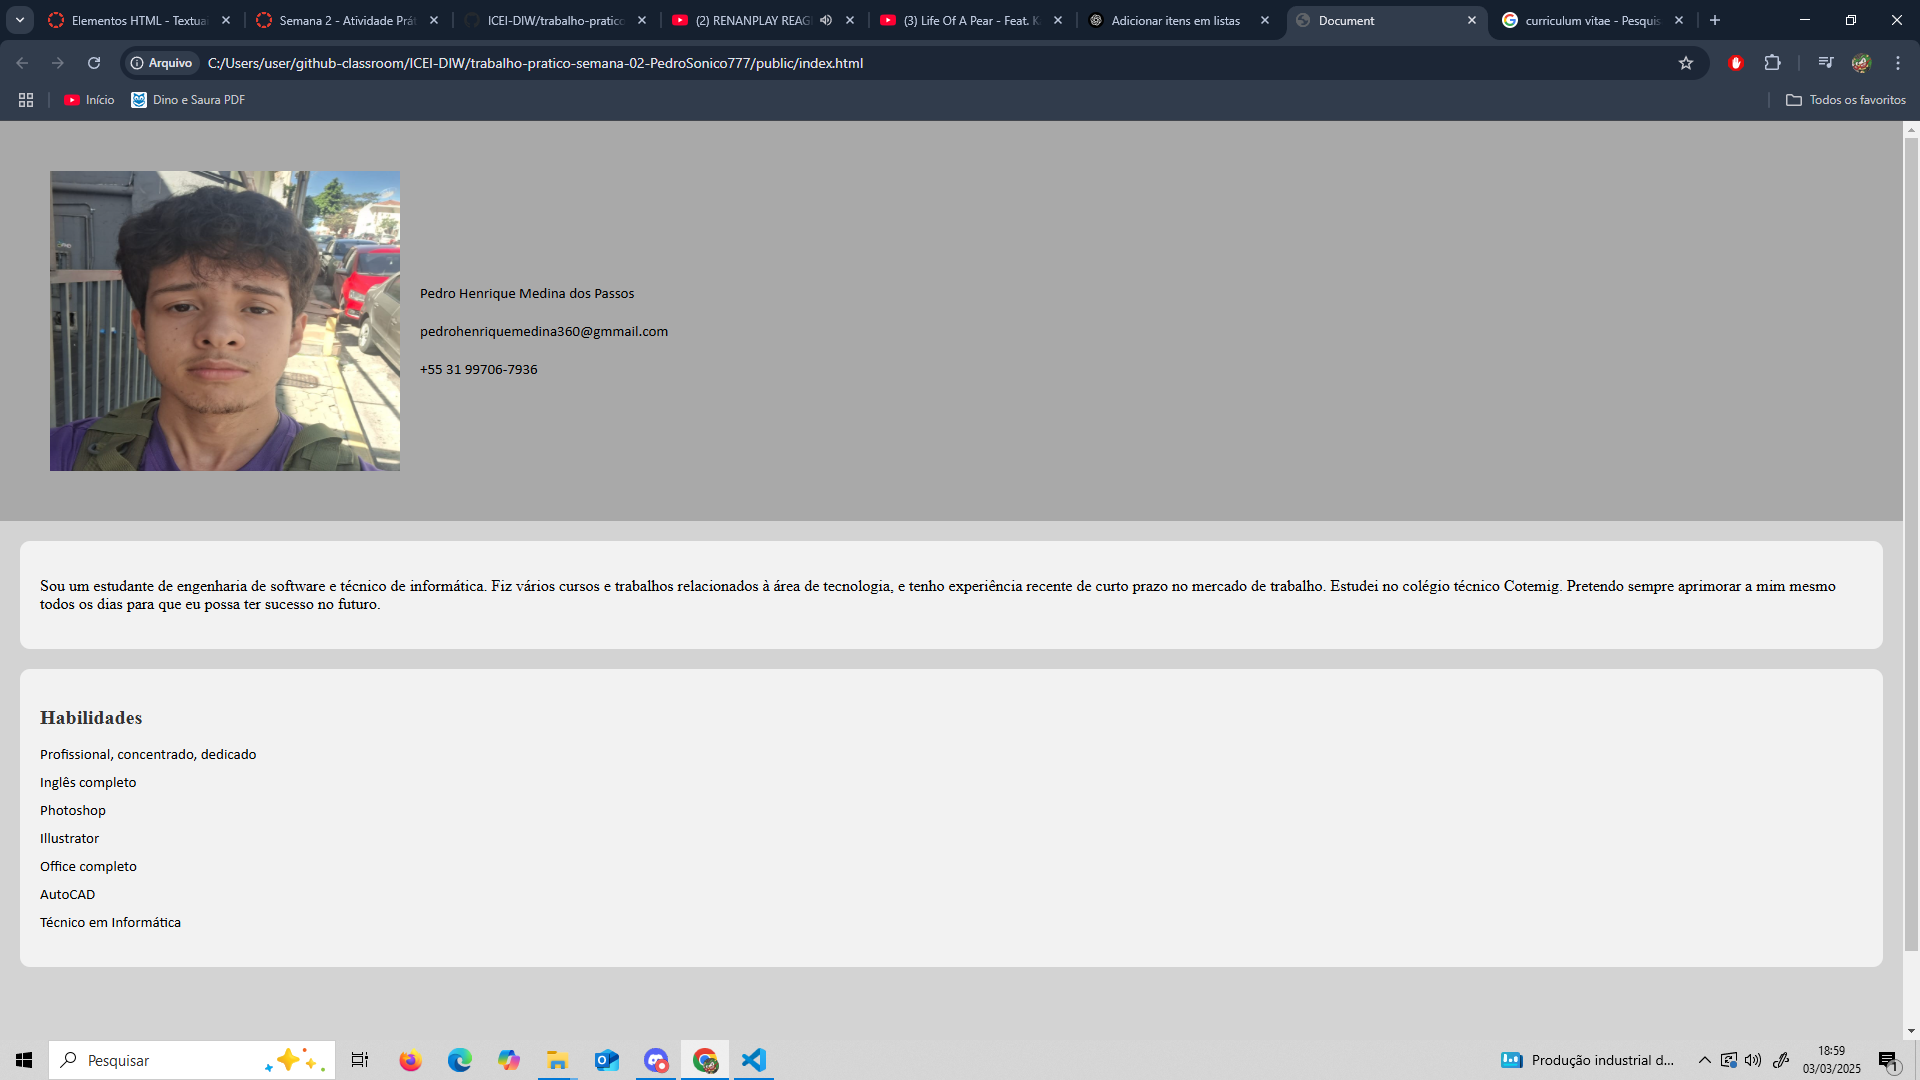 Elementos HTML - Textuai
Semana 2 - Atividade Prát
ICEI-DIW/trabalho-pratico
(2) RENANPLAY REAG
(3) Life Of A Pear - Feat. K
Adicionar itens em listas
Document
curriculum vitae - Pesquis
Arquivo
C:/Users/user/github-classroom/ICEI-DIW/trabalho-pratico-semana-02-PedroSonico777/public/index.html
Início
Dino e Saura PDF
Todos os favoritos
Pedro Henrique Medina dos Passos
pedrohenriquemedina360@gmmail.com
+55 31 99706-7936
Sou um estudante de engenharia de software e técnico de informática. Fiz vários cursos e trabalhos relacionados à área de tecnologia, e tenho experiência recente de curto prazo no mercado de trabalho. Estudei no colégio técnico Cotemig. Pretendo sempre aprimorar a mim mesmo
todos os dias para que eu possa ter sucesso no futuro.
Habilidades
Profissional, concentrado, dedicado
Inglês completo
Photoshop
Illustrator
Office completo
AutoCAD
Técnico em Informática
Pesquisar
Produção industrial d...
18:59
03/03/2025
1